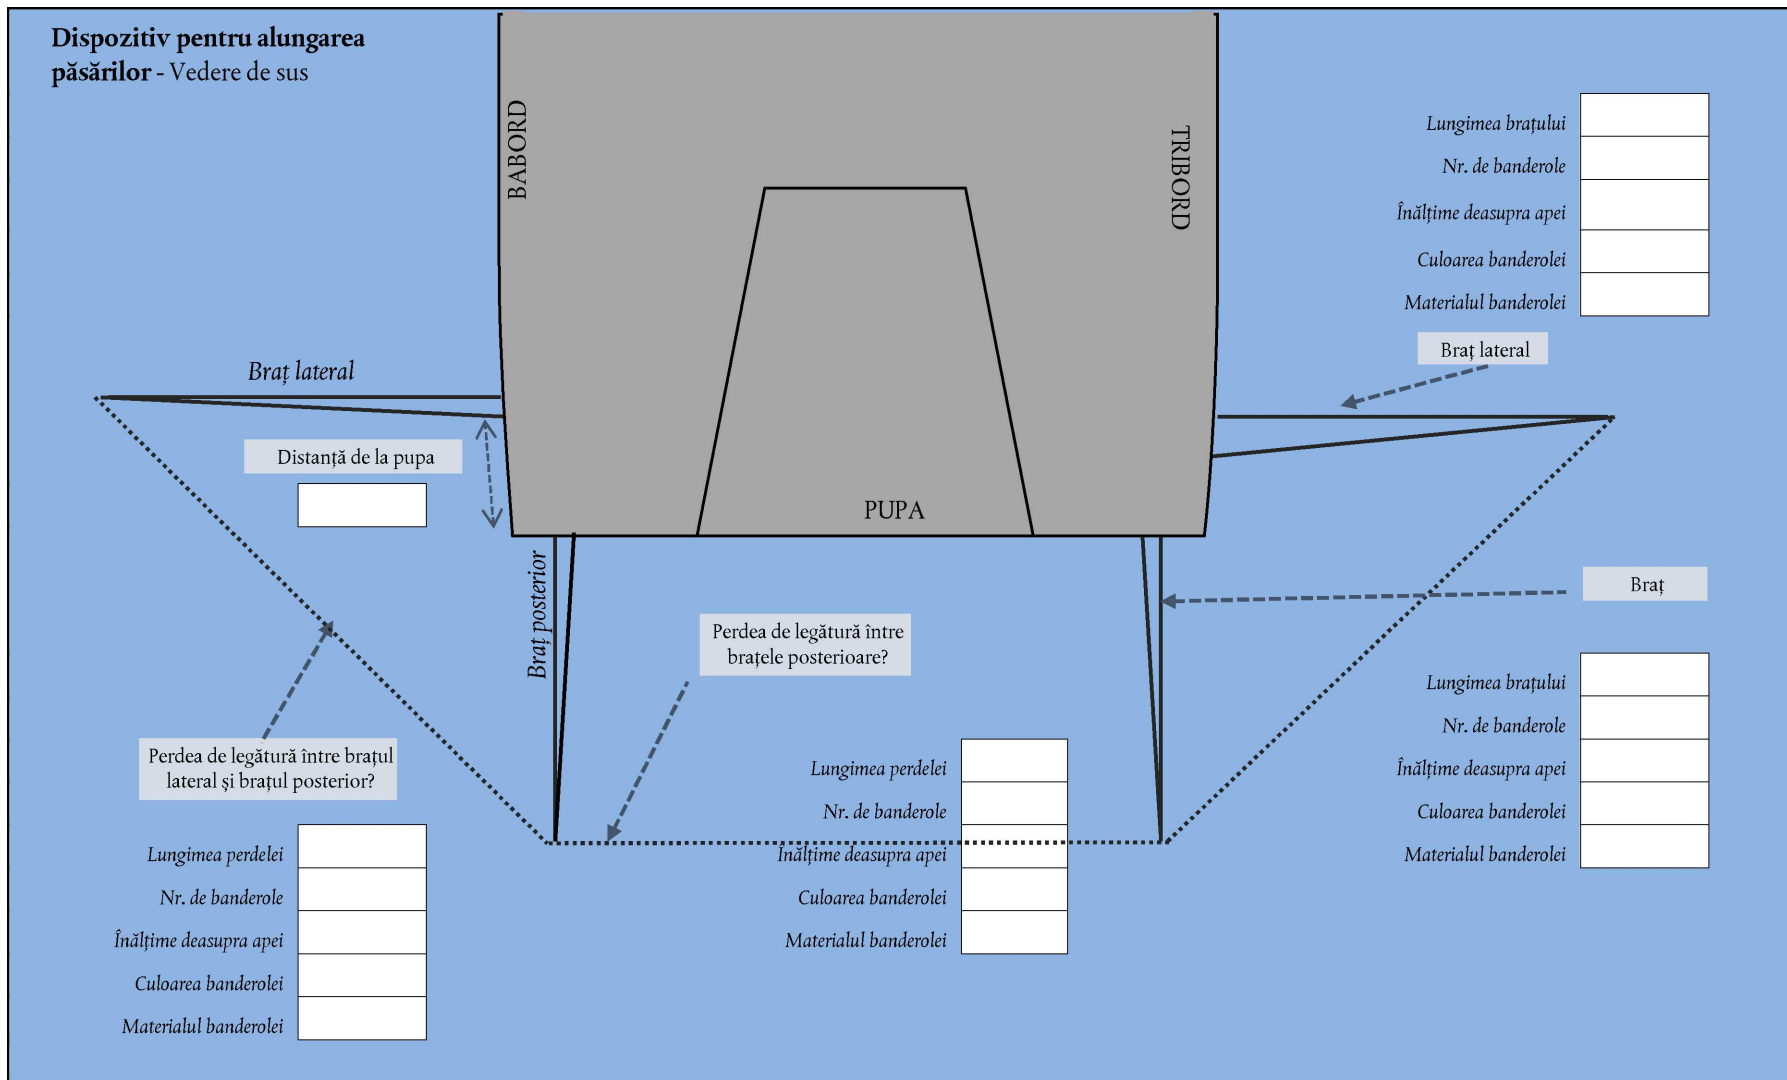 Dispozitiv pentru alungarea
păsărilor - Vedere de sus
BABORD
TRIBORD
PUPA
Lungimea brațului
Nr. de banderole
Înălțime deasupra apei
Culoarea banderolei
Materialul banderolei
Braț lateral
Braț lateral
Distanță de la pupa
Braț posterior
Braț
Perdea de legătură între
brațele posterioare?
Perdea de legătură între brațul
lateral și brațul posterior?
Lungimea perdelei
Nr. de banderole
Înălțime deasupra apei
Culoarea banderolei
Materialul banderolei
Lungimea perdelei
Nr. de banderole
Înălțime deasupra apei
Culoarea banderolei
Materialul banderolei
Lungimea brațului
Nr. de banderole
Înălțime deasupra apei
Culoarea banderolei
Materialul banderolei